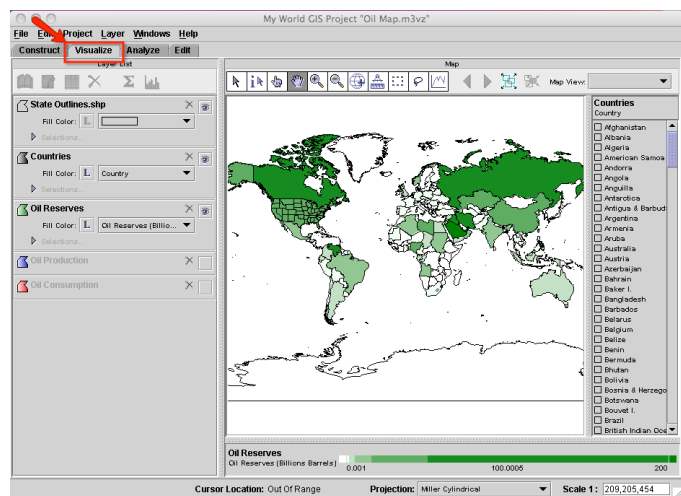 My World GIS Project "Oil Map.m3vz"
File Edit Project Layer Windows Help
Construct Visualize Analyze Edit
Layer List
Map
Map View:
State Outlines.shp
Fill Color: L
Selections...
Countries
Fill Color: L Country
Selections...
Oil Reserves
Fill Color: L Oil Reserves (Billio...
Selections...
Oil Production
Oil Consumption
Countries
Country
Afghanistan
Albania
Algeria
American Samoa
Andorra
Angola
Anguilla
Antarctica
Antigua & Barbud
Argentina
Armenia
Aruba
Australia
Austria
Azerbaijan
Bahrain
Baker I.
Bangladesh
Barbados
Belarus
Belgium
Belize
Benin
Bermuda
Bhutan
Bolivia
Bosnia & Herzego
Botswana
Bouvet I.
Brazil
British Indian Oce
Oil Reserves
Oil Reserves (Billions Barrels)
0.001 100.0005 200
Cursor Location: Out Of Range Projection: Miller Cylindrical Scale 1: 209,205,454